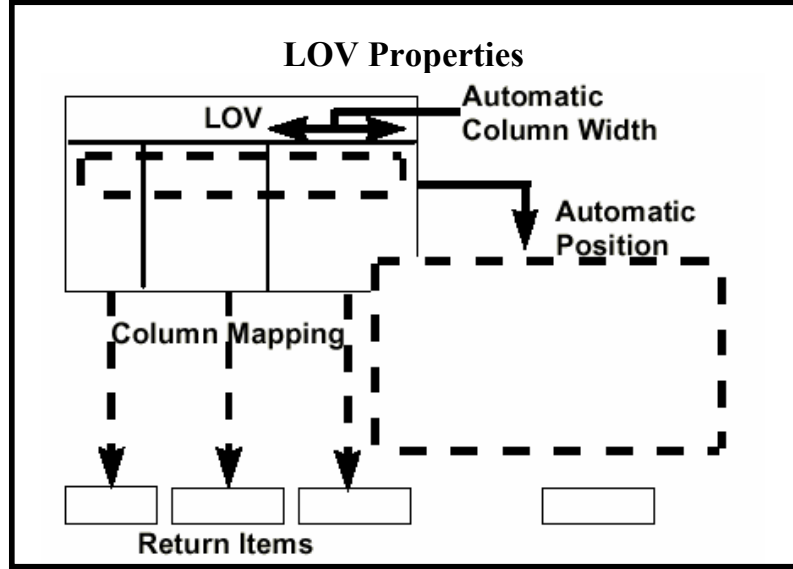 LOV Properties
LOV
Automatic
Column Width
Automatic
Position
Column Mapping
Return Items